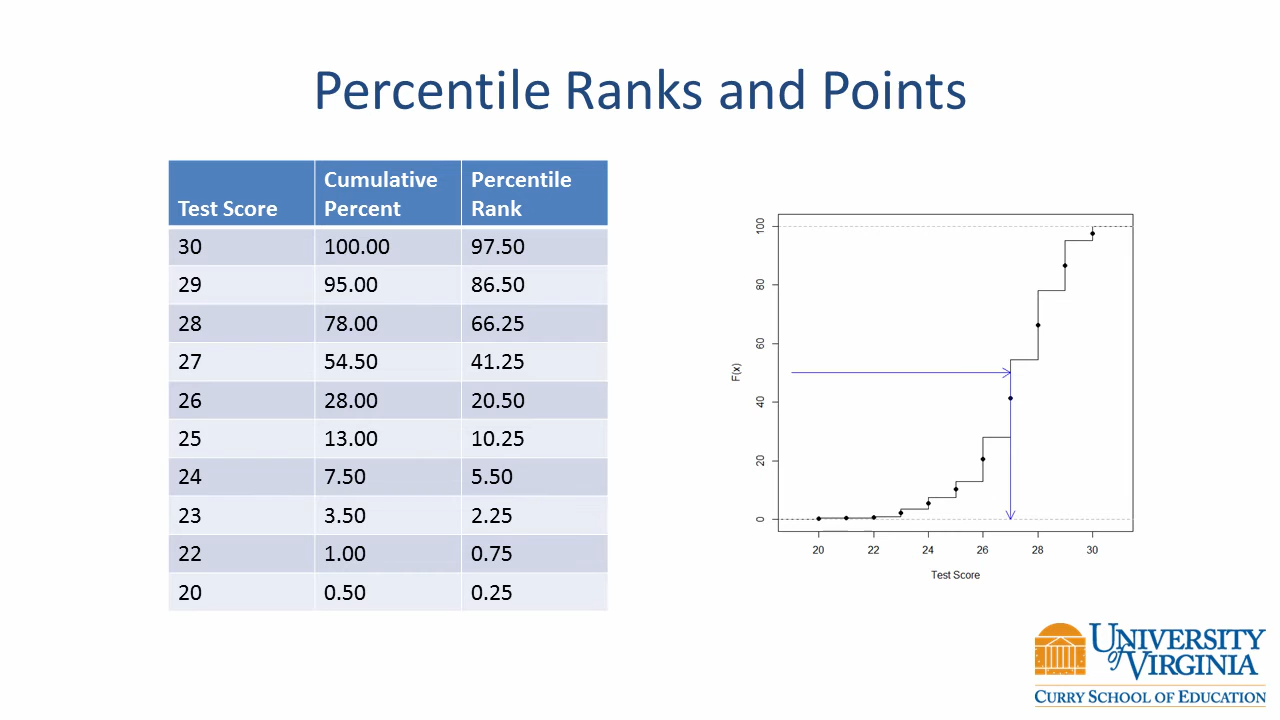 Percentile Ranks and Points
Test Score Cumulative Percent Percentile Rank
30 100.00 97.50
29 95.00 86.50
28 78.00 66.25
27 54.50 41.25
26 28.00 20.50
25 13.00 10.25
24 7.50 5.50
23 3.50 2.25
22 1.00 0.75
20 0.50 0.25
F(x)
100
80
60
40
20
0
20 22 24 26 28 30
Test Score
UNIVERSITY
of VIRGINIA
CURRY SCHOOL OF EDUCATION